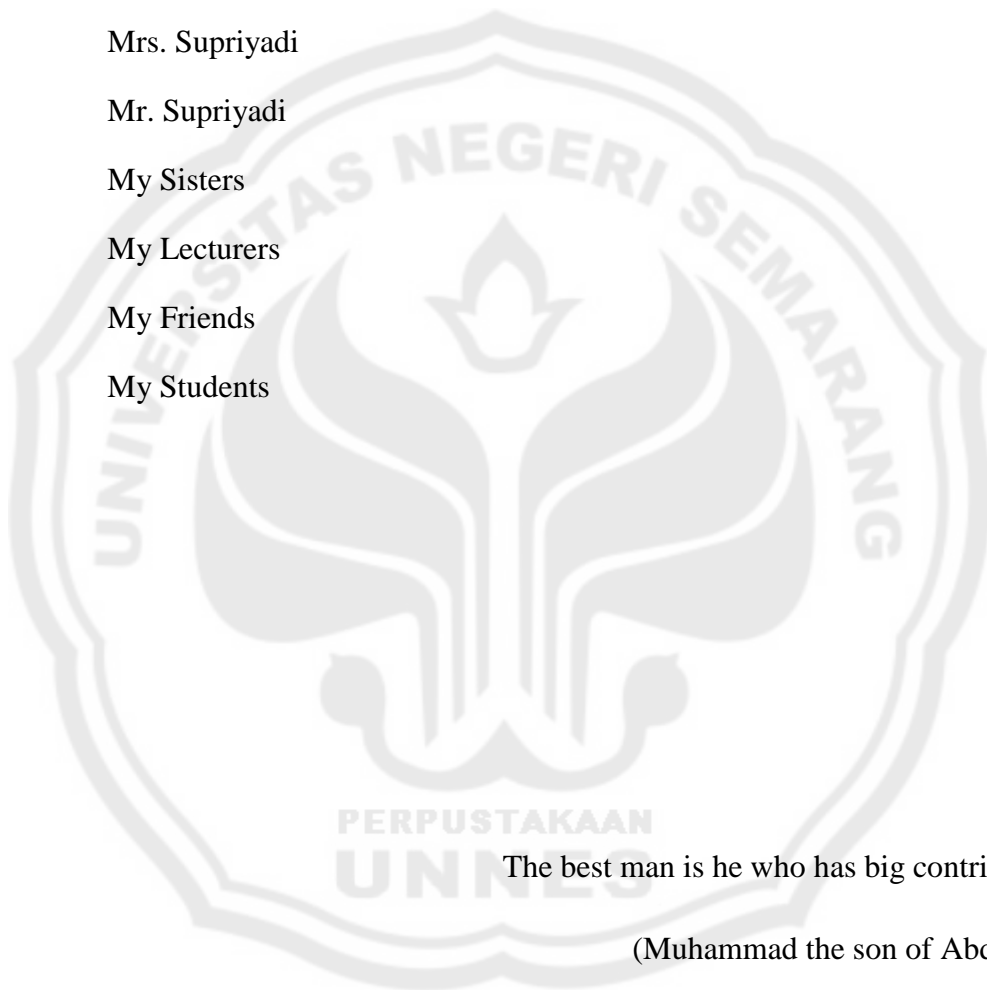 Mrs. Supriyadi
Mr. Supriyadi
My Sisters
My Lecturers
My Friends
My Students
UNIVERSITAS NEGERI SEMARANG
PERPUSTAKAAN
UNNES
The best man is he who has big
(Muhammad the son of